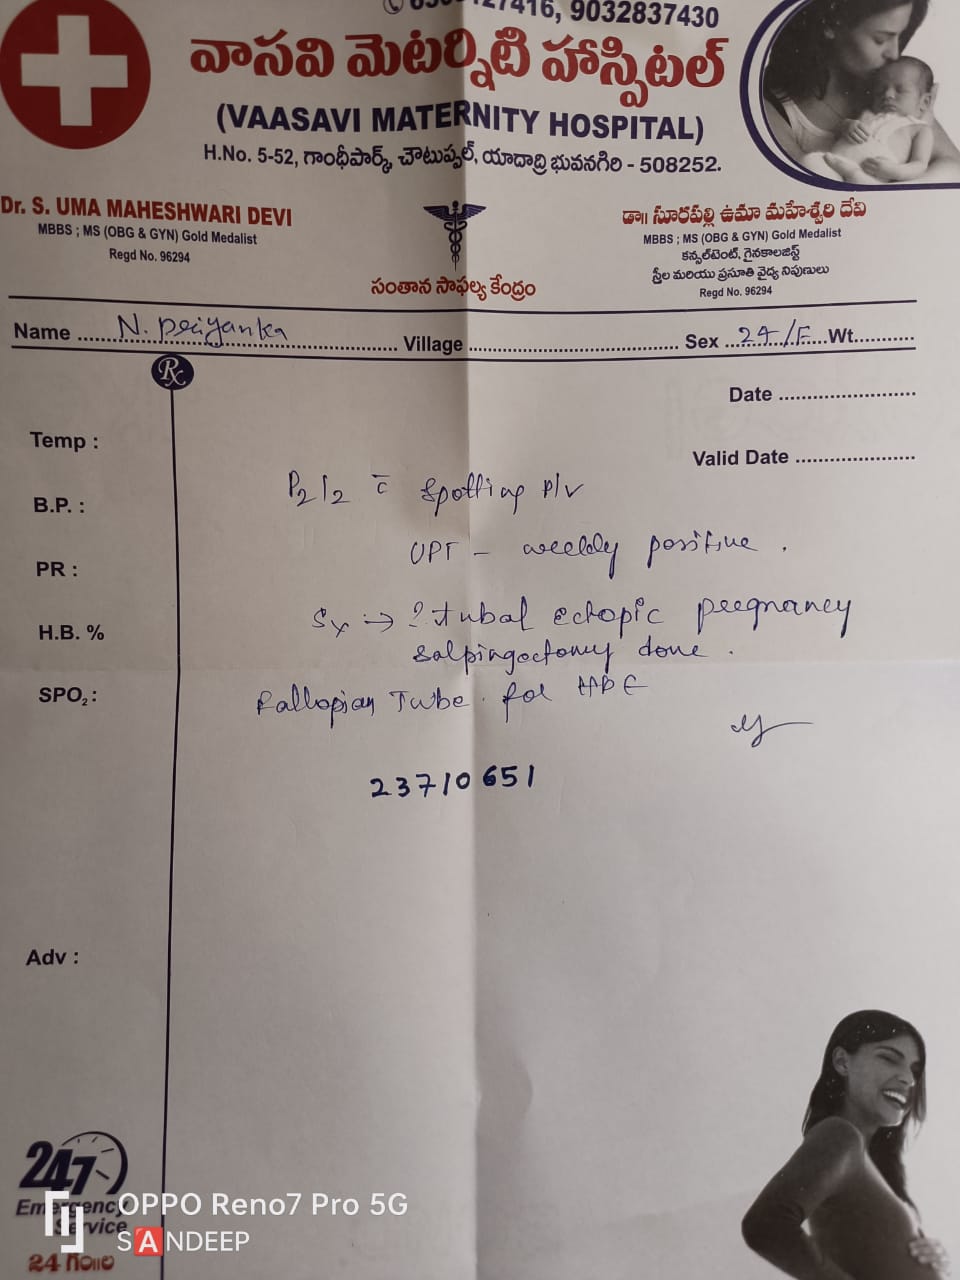 27416, 9032837430
వాసవి మెటర్నిటి హాస్పిటల్
(VAASAVI MATERNITY HOSPITAL)
H.No. 5-52, గాంధీపార్క్, చౌటుప్పల్, యాదాద్రి భువనగిరి - 508252.
Dr. S. UMA MAHESHWARI DEVI
MBBS ; MS (OBG & GYN) Gold Medalist
Regd No. 96294
సంతాన సాఫల్య కేంద్రం
డా॥ సూరపల్లి ఉమా మహేశ్వరి దేవి
MBBS ; MS (OBG & GYN) Gold Medalist
కన్సల్‌టెంట్, గైనకాలజిస్ట్
స్త్రీల మరియు ప్రసూతి వైద్య నిపుణులు
Regd No. 96294
Name N. Priyanka Village Sex 24/F Wt
Rx
Date
Valid Date
Temp :
B.P. :
PR :
H.B. %
SPO2 :
P2L2 c̄ spotting P/V
UPT - weekly positive.
Sx → ? tubal Ectopic pregnancy
salpingectomy done.
Fallopian Tube for HPE
23710651
Adv :
247
Emergency
Service
24 గం॥ల
OPPO Reno7 Pro 5G
SANDEEP